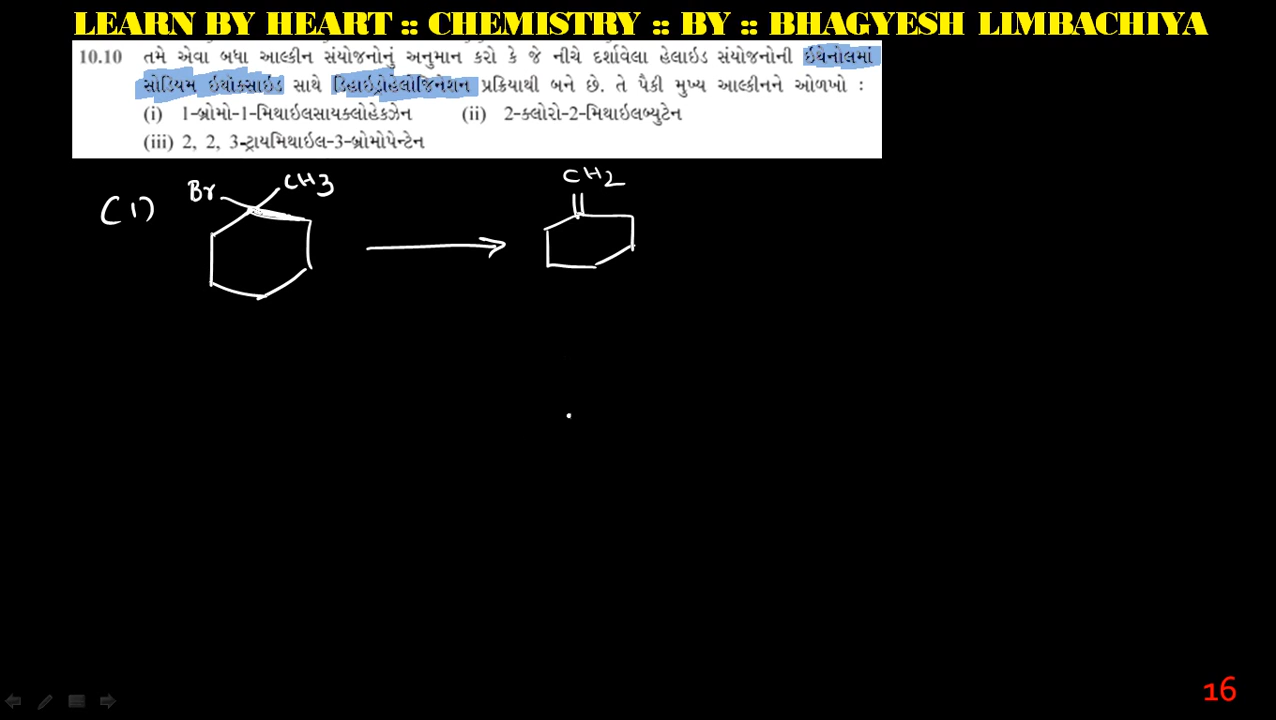 LEARN BY HEART :: CHEMISTRY :: BY :: BHAGYESH LIMBACHIYA
10.10 તમે એવા બધા આલ્કીન સંયોજનોનું અનુમાન કરો કે જે નીચે દર્શાવેલા હેલાઇડ સંયોજનોની ઇથેનોલમાં
સોડિયમ ઇથૉક્સાઇડ સાથે ડિહાઇડ્રોહેલોજિનેશન પ્રક્રિયાથી બને છે. તે પૈકી મુખ્ય આલ્કીનને ઓળખો :
(i) 1-બ્રોમો-1-મિથાઇલસાયક્લોહેક્ઝેન (ii) 2-ક્લોરો-2-મિથાઇલબ્યુટેન
(iii) 2, 2, 3-ટ્રાયમિથાઇલ-3-બ્રોમોપેન્ટેન
(1) Br CH3 CH2
16